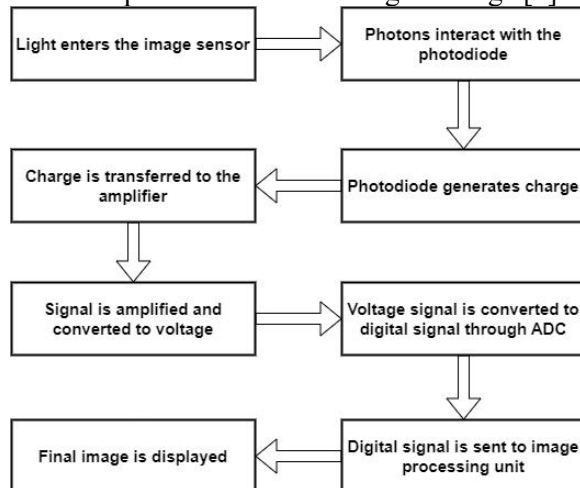 Light enters the image sensor
Photons interact with the
photodiode
Photodiode generates charge
Charge is transferred to the
amplifier
Signal is amplified and
converted to voltage
Voltage signal is converted to
digital signal through ADC
Digital signal is sent to image
processing unit
Final image is displayed